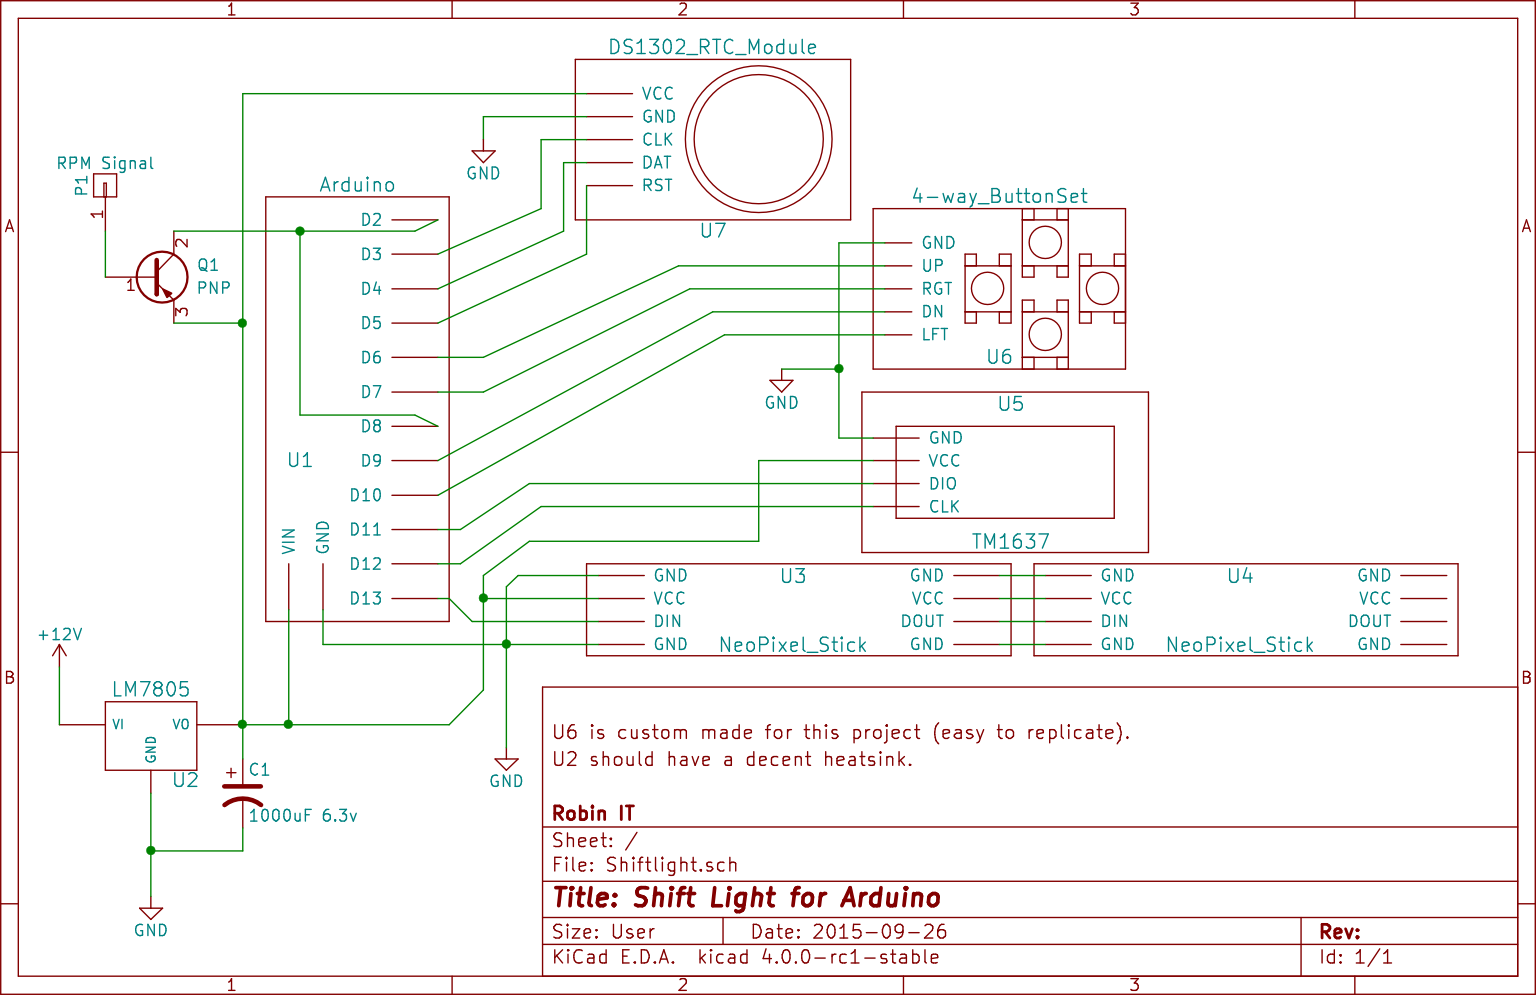 1 2 3
A A
B B
1 2 3
DS1302_RTC_Module
VCC
GND
CLK
DAT
RST
U7
GND
RPM Signal
P1
1
2
1
3
Q1
PNP
Arduino
D2
D3
D4
D5
D6
D7
D8
D9
D10
D11
D12
D13
U1
VIN
GND
4-way_ButtonSet
GND
UP
RGT
DN
LFT
U6
GND
U5
GND
VCC
DIO
CLK
TM1637
U3
GND
VCC
DIN
GND
GND
VCC
DOUT
GND
NeoPixel_Stick
U4
GND
VCC
DIN
GND
GND
VCC
DOUT
GND
NeoPixel_Stick
+12V
LM7805
VI
VO
GND
U2
+
C1
1000uF 6.3v
GND
GND
U6 is custom made for this project (easy to replicate).
U2 should have a decent heatsink.
Robin IT
Sheet: /
File: Shiftlight.sch
Title: Shift Light for Arduino
Size: User
Date: 2015-09-26
Rev:
KiCad E.D.A. kicad 4.0.0-rc1-stable
Id: 1/1